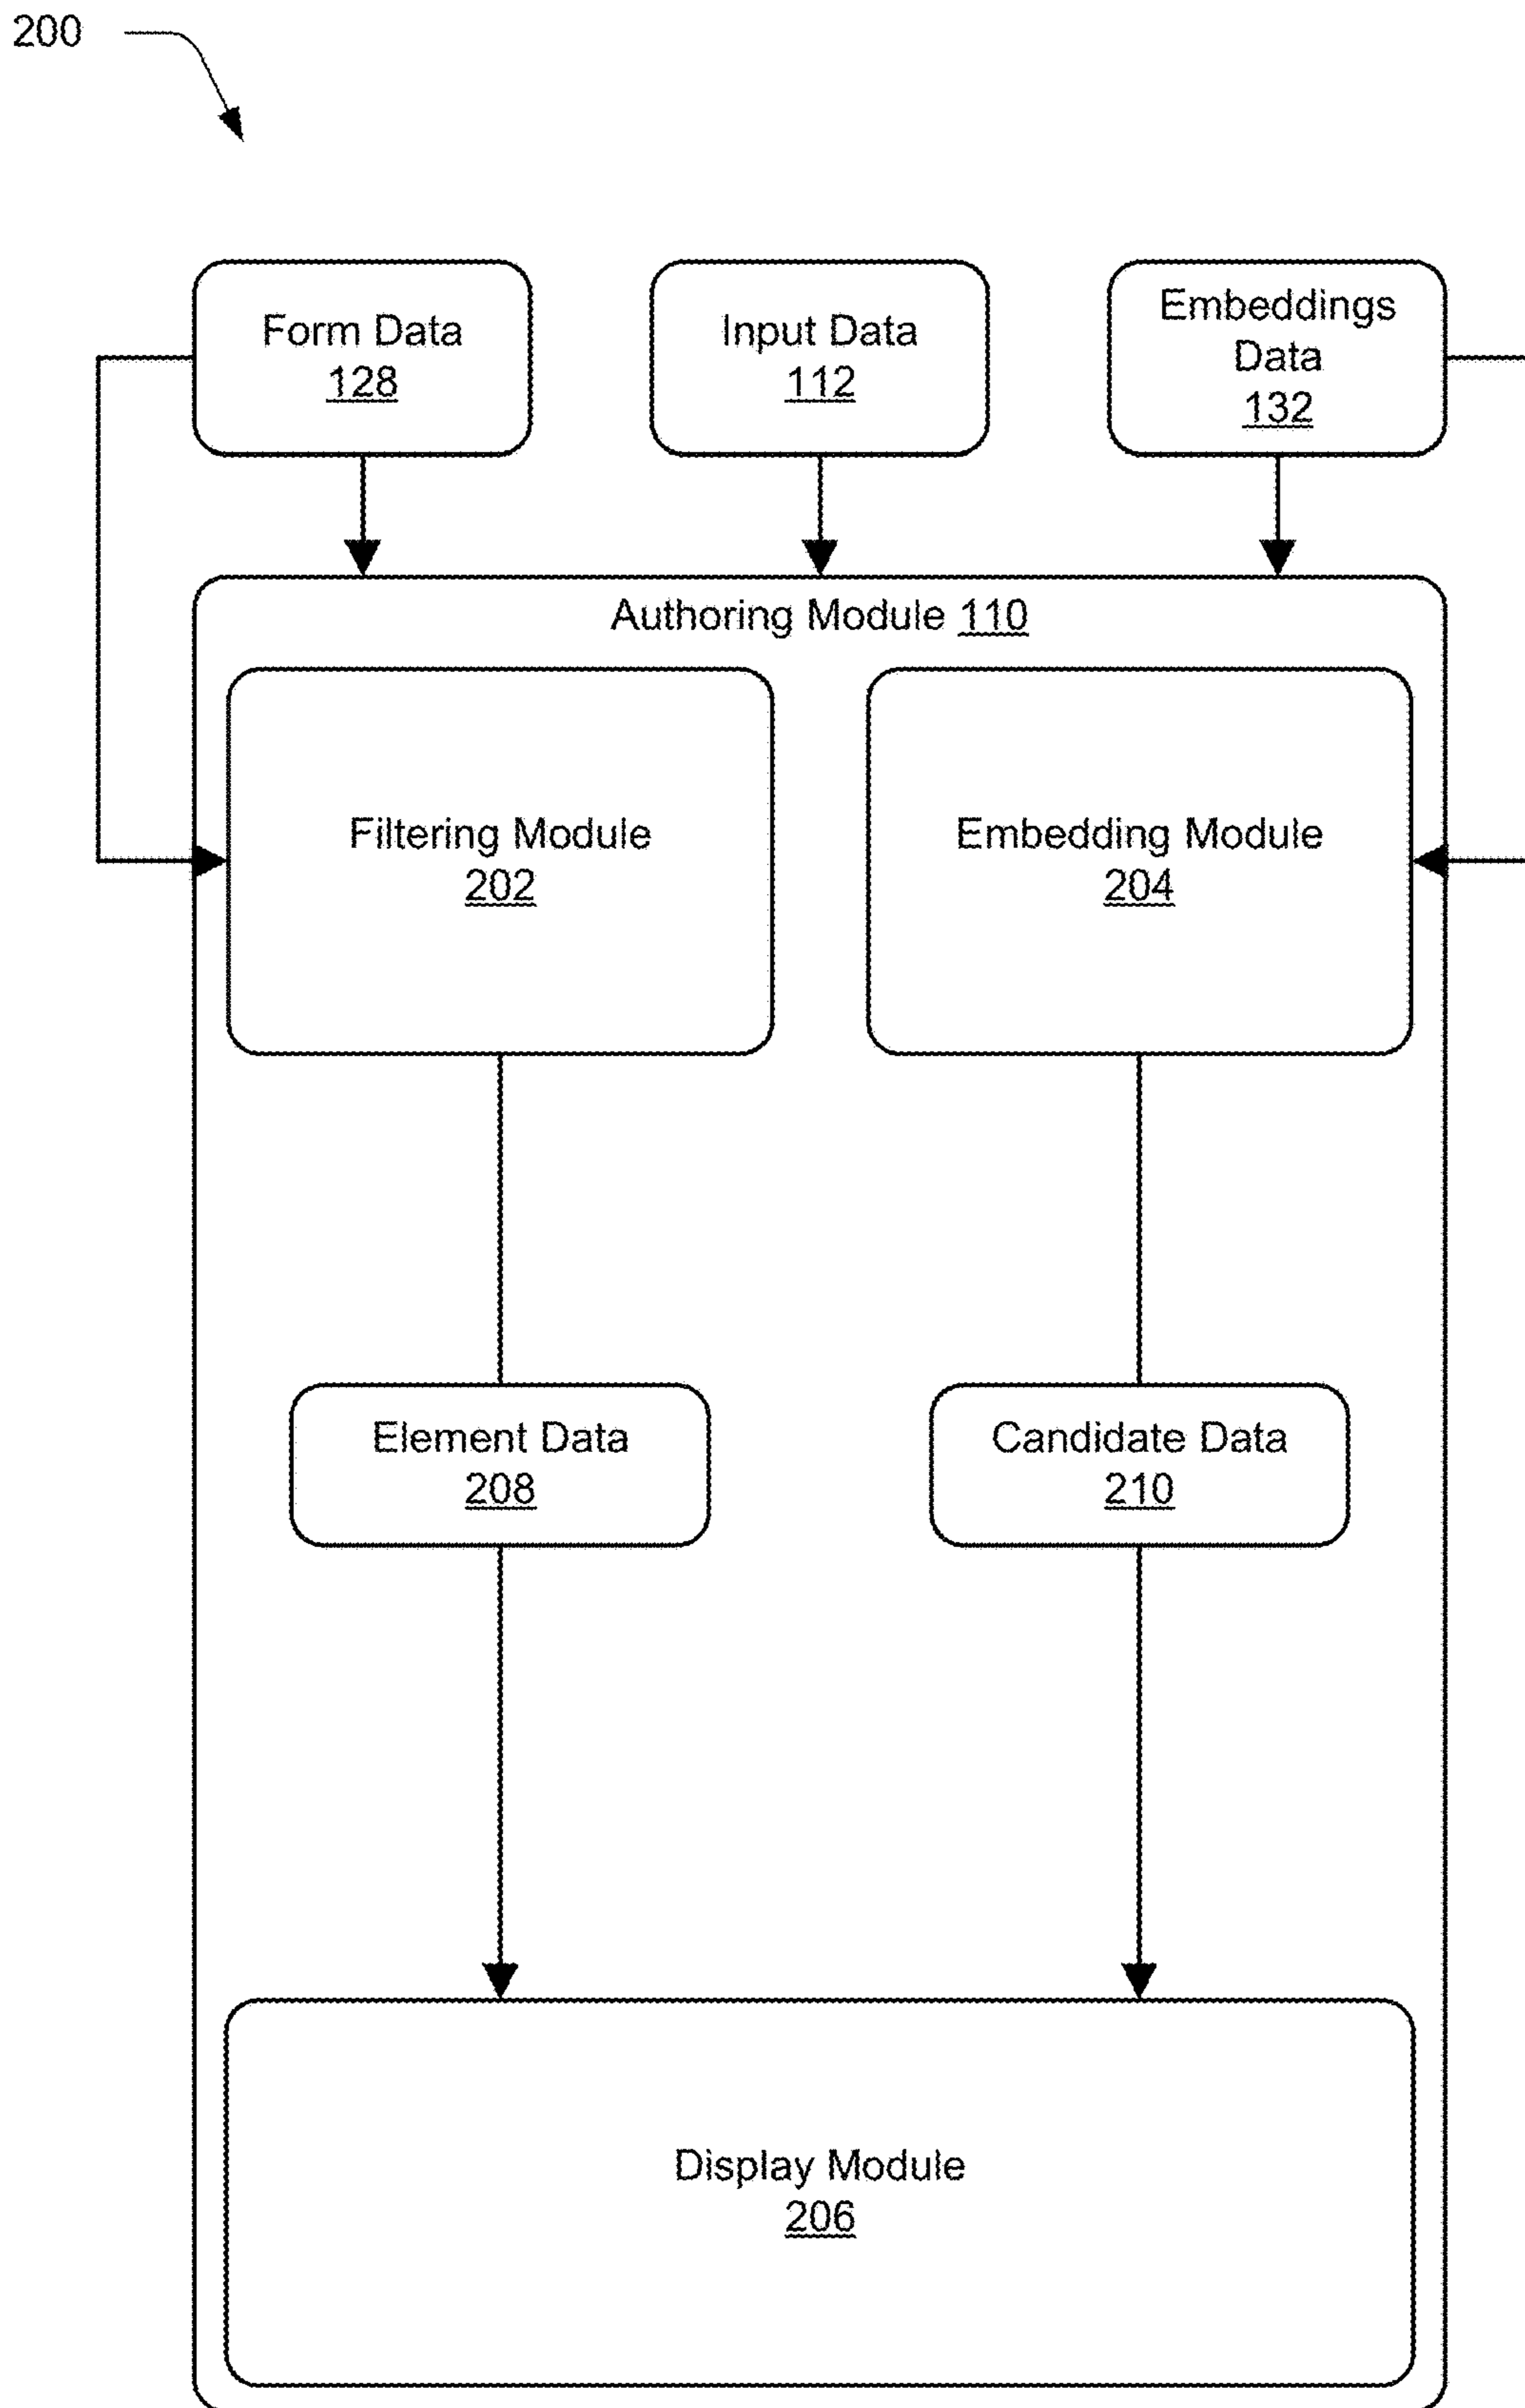 200
Form Data
128
Input Data
112
Embeddings
Data
132
Authoring Module 110
Filtering Module
202
Embedding Module
204
Element Data
208
Candidate Data
210
Display Module
206